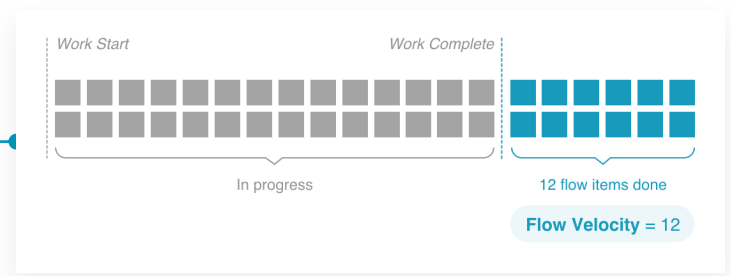 Work Start
Work Complete
In progress
12 flow items done
Flow Velocity = 12